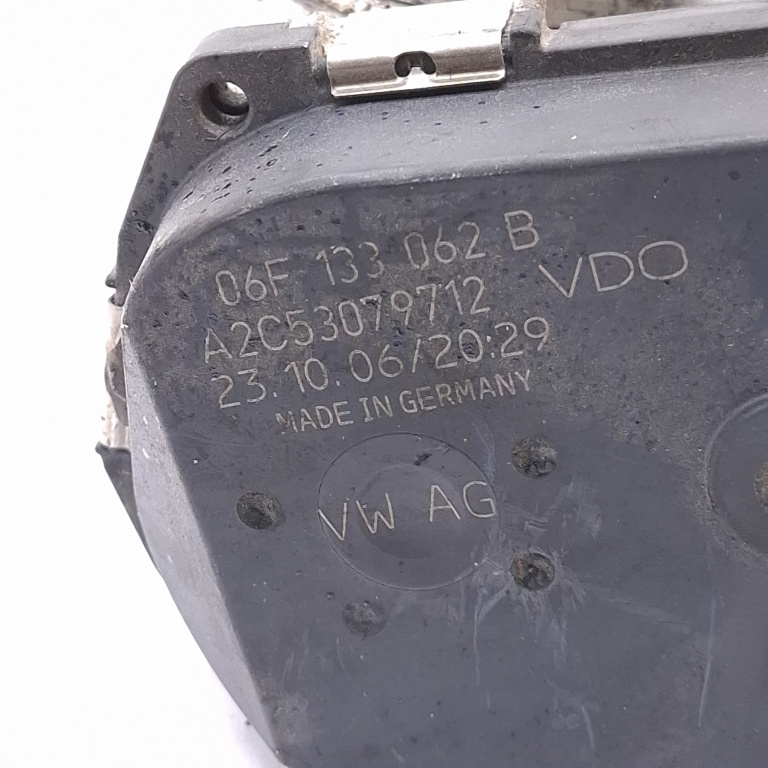 06F 133 062 B
A2C53079712 VDO
23.10.06/20:29
MADE IN GERMANY
VW AG